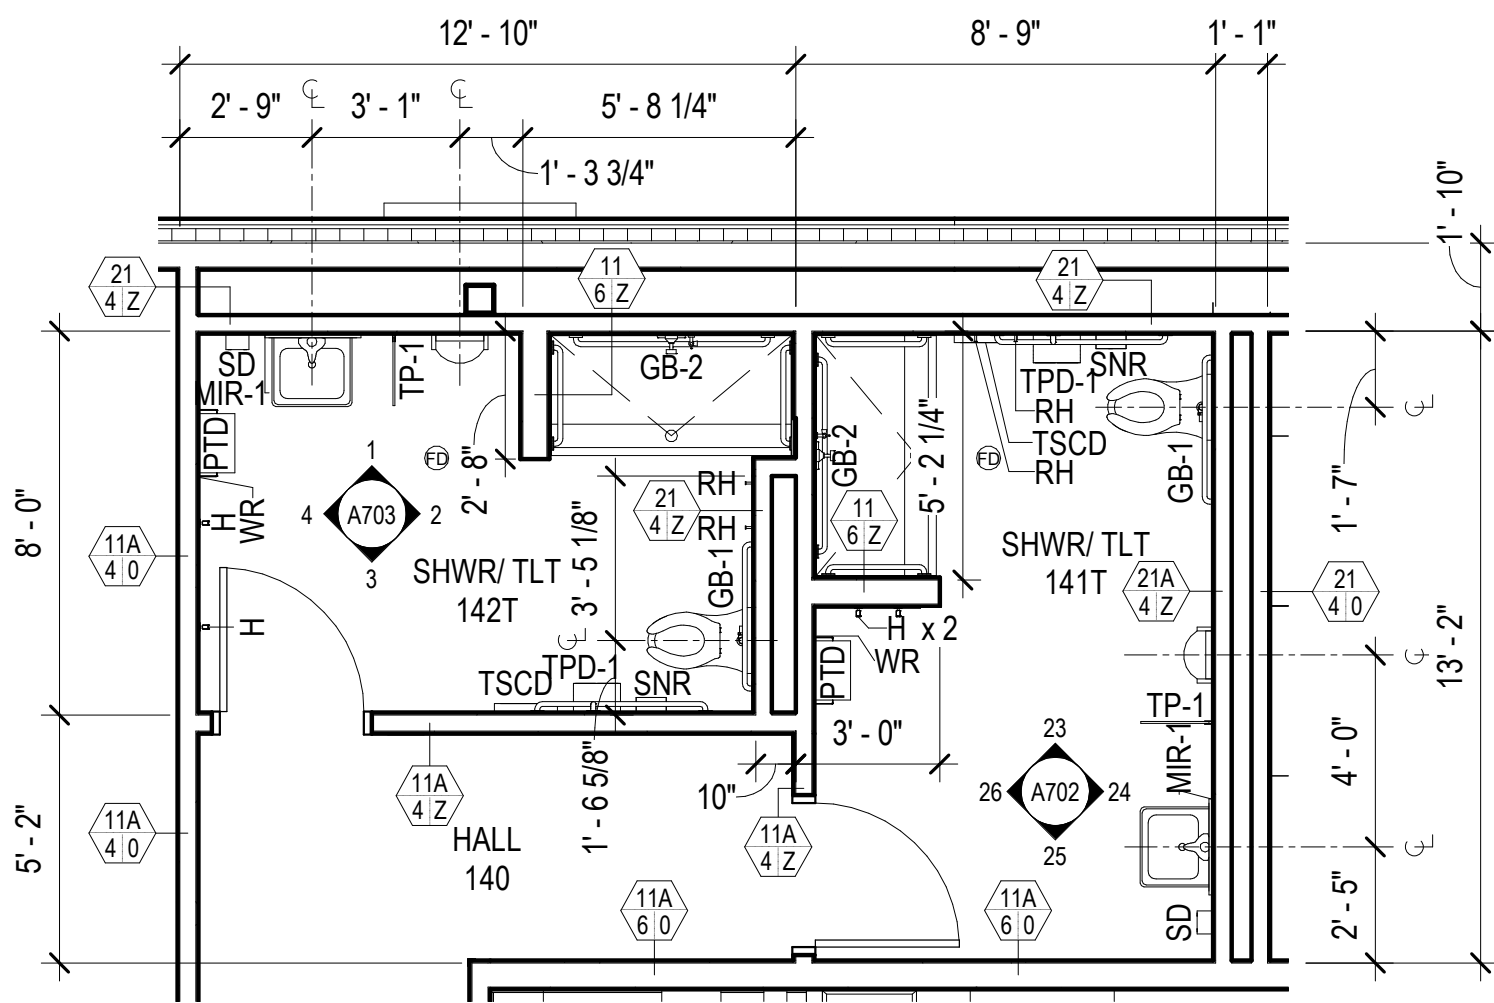 12' - 10"
8' - 9"
1' - 1"
2' - 9"
3' - 1"
5' - 8 1/4"
1' - 3 3/4"
1' - 10"
21
4 Z
11
6 Z
21
4 Z
SD
MIR-1
TP-1
GB-2
TPD-1
SNR
RH
TSCD
RH
PTD
FD
2' - 8"
GB-2
5' - 2 1/4"
FD
GB-1
1' - 7"
1
4
A703
2
3
H
WR
RH
RH
21
4 Z
11
6 Z
8' - 0"
11A
4 0
SHWR/ TLT
142T
3' - 5 1/8"
GB-1
SHWR/ TLT
141T
21A
4 Z
21
4 0
H
H x 2
WR
PTD
13' - 2"
TSCD
TPD-1
SNR
TP-1
3' - 0"
MIR-1
4' - 0"
11A
4 Z
1' - 6 5/8"
10"
23
26
A702
24
25
5' - 2"
11A
4 0
HALL
140
11A
4 Z
11A
6 0
11A
6 0
SD
2' - 5"